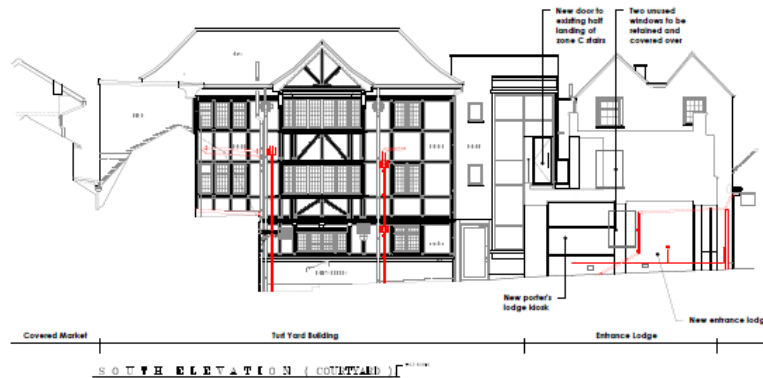 New door to
existing half
landing of
zone C stairs
Two unused
windows to be
retained and
covered over
New porter's
lodge kiosk
New entrance lodg
Covered Market
Turl Yard Building
Entrance Lodge
SOUTH ELEVATION (COURTYARD)